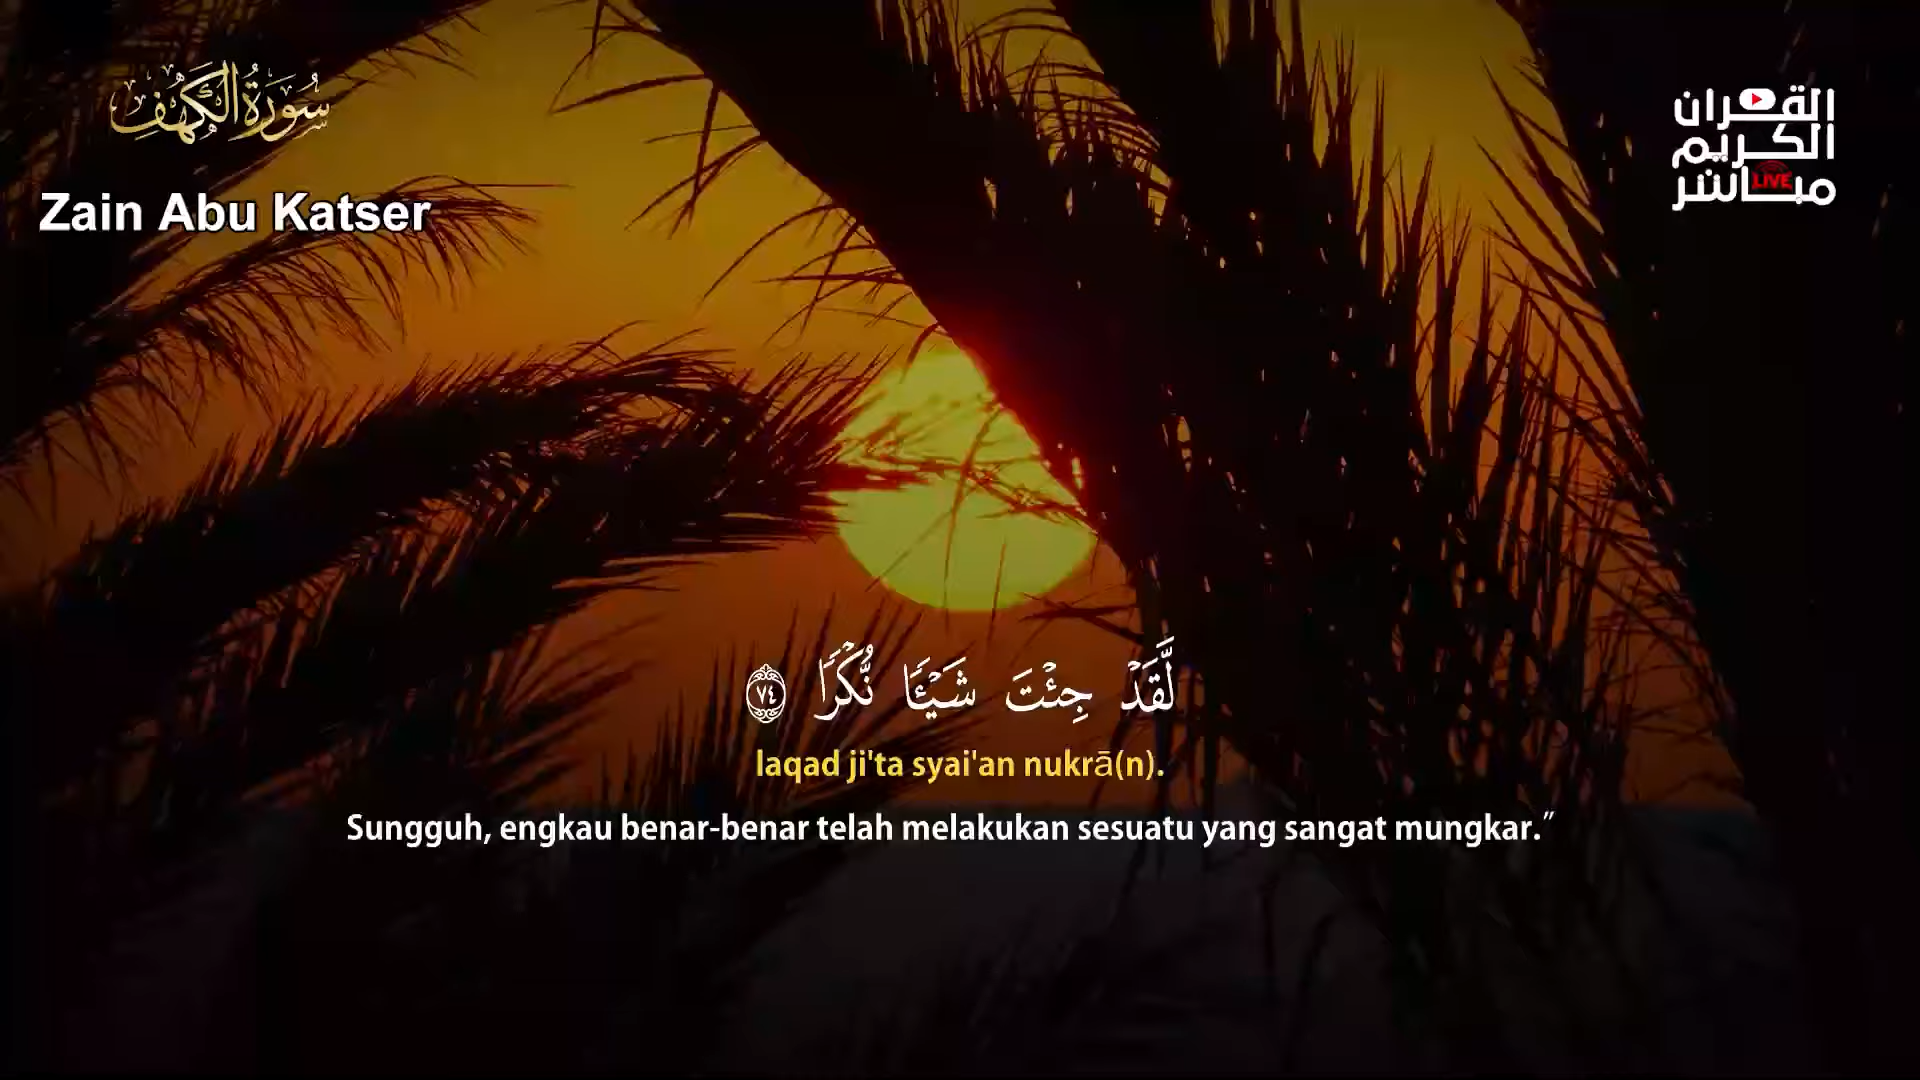 سُورَةُ الكَهْفِ
Zain Abu Katser
القران
الكريم
مباشر
LIVE
لَّقَدْ جِئْتَ شَيْـًٔا نُّكْرًا ٧٤
laqad ji'ta syai'an nukrā(n).
Sungguh, engkau benar-benar telah melakukan sesuatu yang sangat mungkar.”